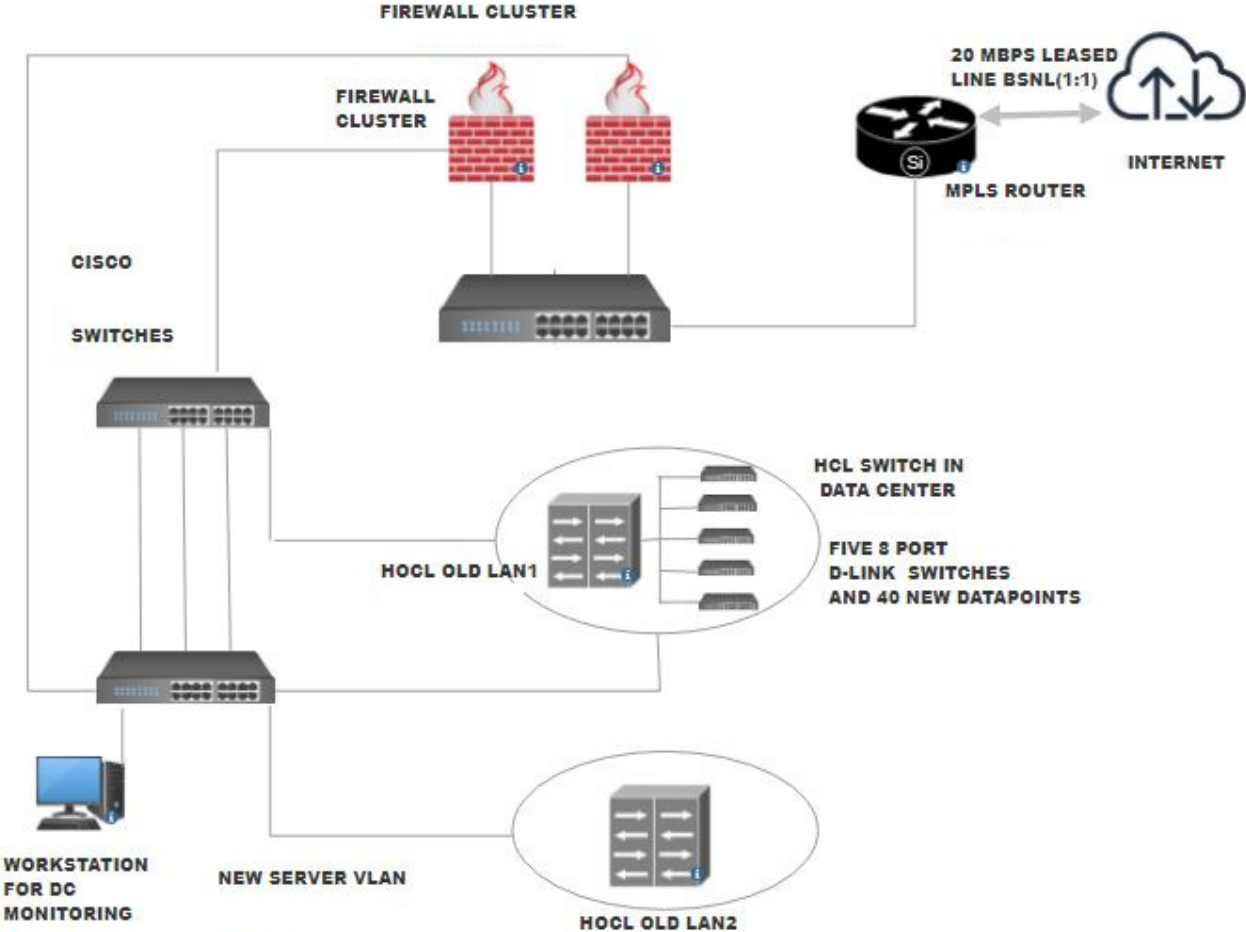 FIREWALL CLUSTER
20 MBPS LEASED
LINE BSNL(1:1)
FIREWALL
CLUSTER
INTERNET
Si
MPLS ROUTER
CISCO
SWITCHES
HCL SWITCH IN
DATA CENTER
FIVE 8 PORT
D-LINK SWITCHES
AND 40 NEW DATAPOINTS
HOCL OLD LAN1
WORKSTATION
FOR DC
MONITORING
NEW SERVER VLAN
HOCL OLD LAN2